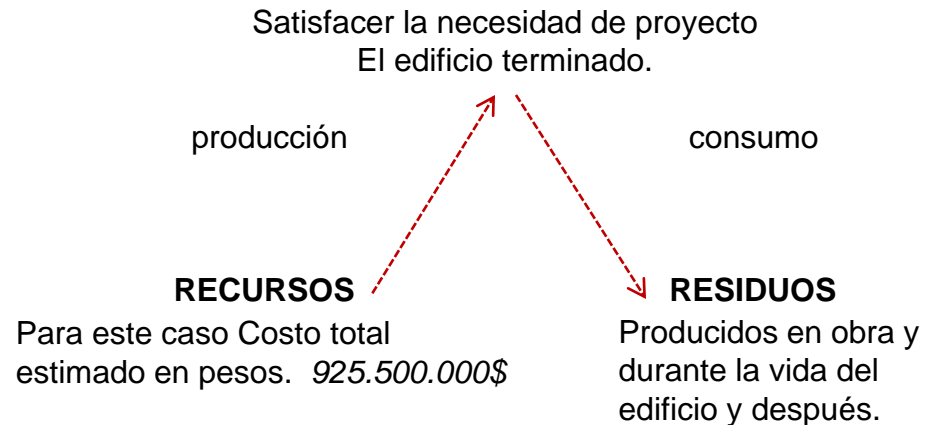 Satisfacer la necesidad de proyecto
El edificio terminado.
producción
consumo
RECURSOS
RESIDUOS
Para este caso Costo total
estimado en pesos. 925.500.000$
Producidos en obra y
durante la vida del
edificio y después.